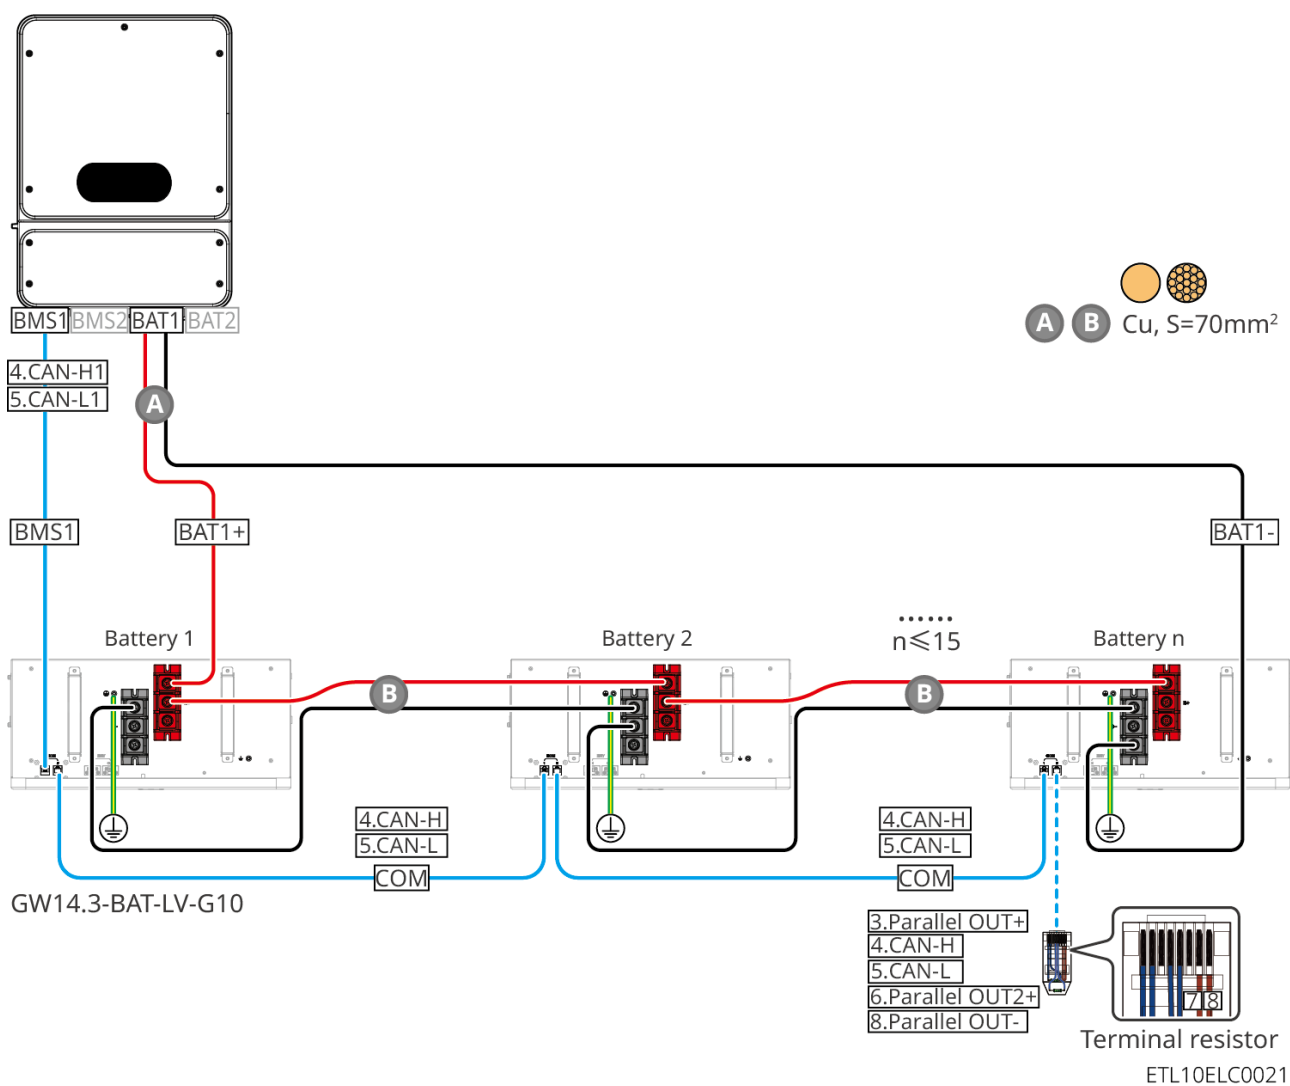 BMS1 BMS2 BAT1 BAT2
A B Cu, S=70mm²
4.CAN-H1
5.CAN-L1
A
BMS1
BAT1+
BAT1-
Battery 1
Battery 2
......
n≤15
Battery n
B
B
4.CAN-H
5.CAN-L
COM
4.CAN-H
5.CAN-L
COM
GW14.3-BAT-LV-G10
3.Parallel OUT+
4.CAN-H
5.CAN-L
6.Parallel OUT2+
8.Parallel OUT-
7 8
Terminal resistor
ETL10ELC0021